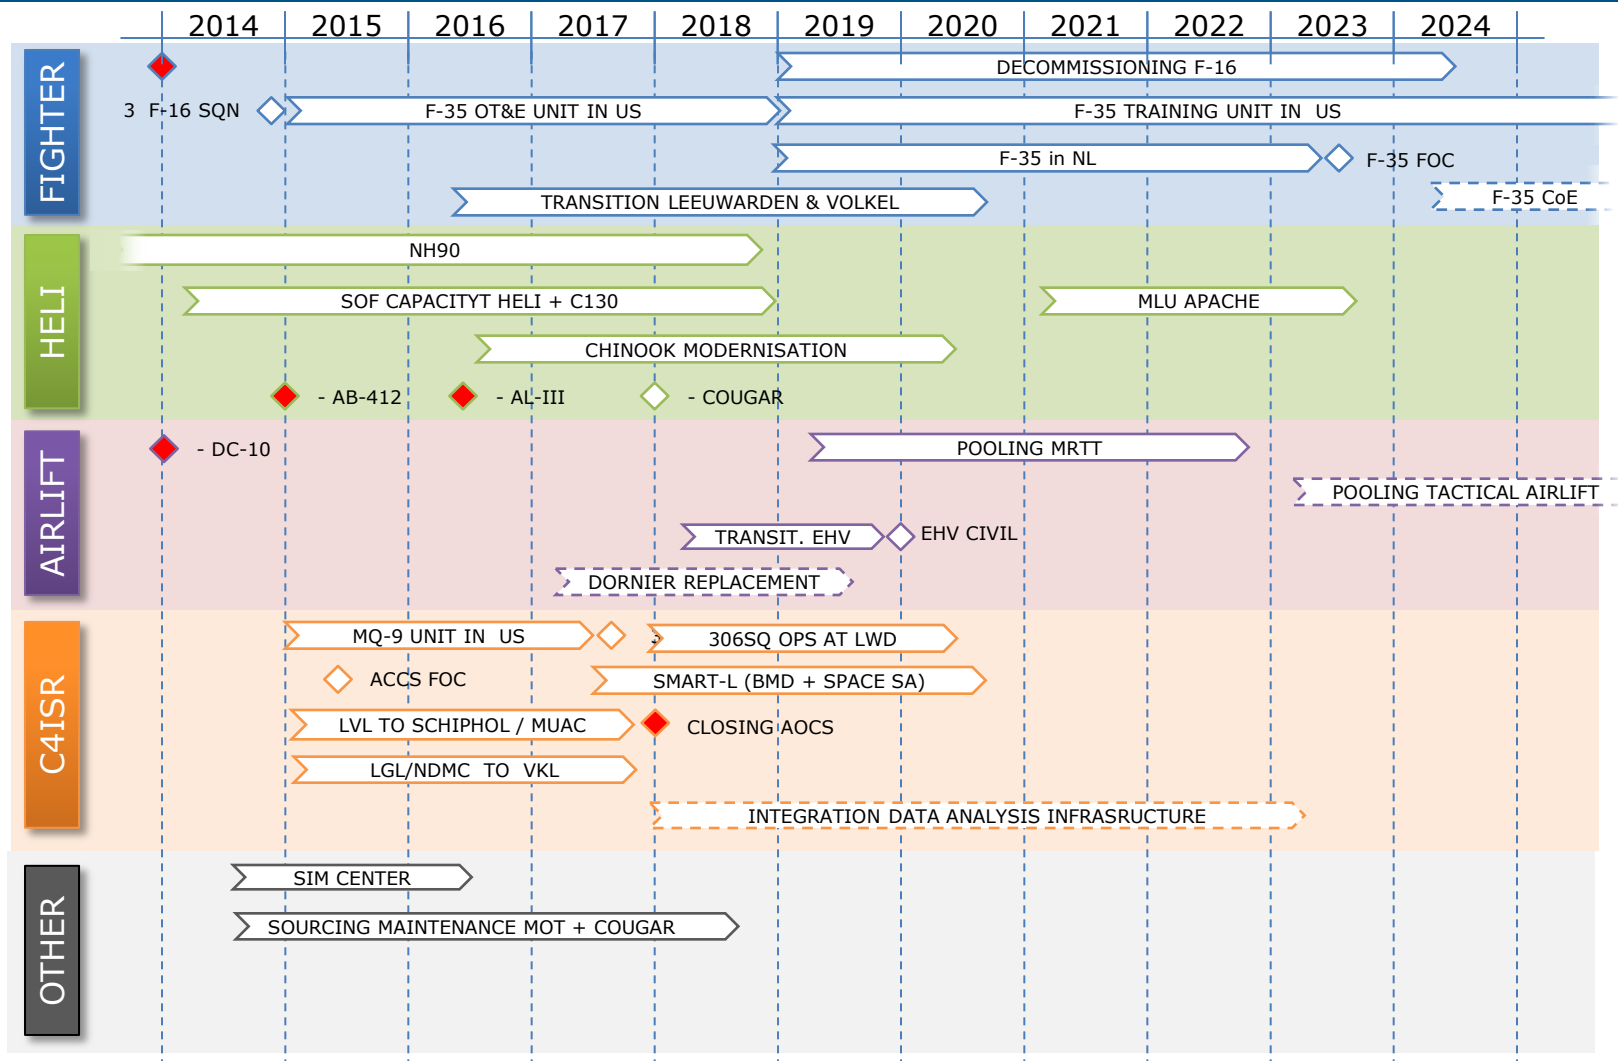 2014 2015 2016 2017 2018 2019 2020 2021 2022 2023 2024
FIGHTER
DECOMMISSIONING F-16
3 F-16 SQN
F-35 OT&E UNIT IN US
F-35 TRAINING UNIT IN US
F-35 in NL
F-35 FOC
TRANSITION LEEUWARDEN & VOLKEL
F-35 CoE
HELI
NH90
SOF CAPACITYT HELI + C130
MLU APACHE
CHINOOK MODERNISATION
- AB-412
- AL-III
- COUGAR
AIRLIFT
- DC-10
POOLING MRTT
POOLING TACTICAL AIRLIFT
TRANSIT. EHV
EHV CIVIL
DORNIER REPLACEMENT
C4ISR
MQ-9 UNIT IN US
306SQ OPS AT LWD
ACCS FOC
SMART-L (BMD + SPACE SA)
LVL TO SCHIPHOL / MUAC
CLOSING AOCS
LGL/NDMC TO VKL
INTEGRATION DATA ANALYSIS INFRASRUCTURE
OTHER
SIM CENTER
SOURCING MAINTENANCE MOT + COUGAR